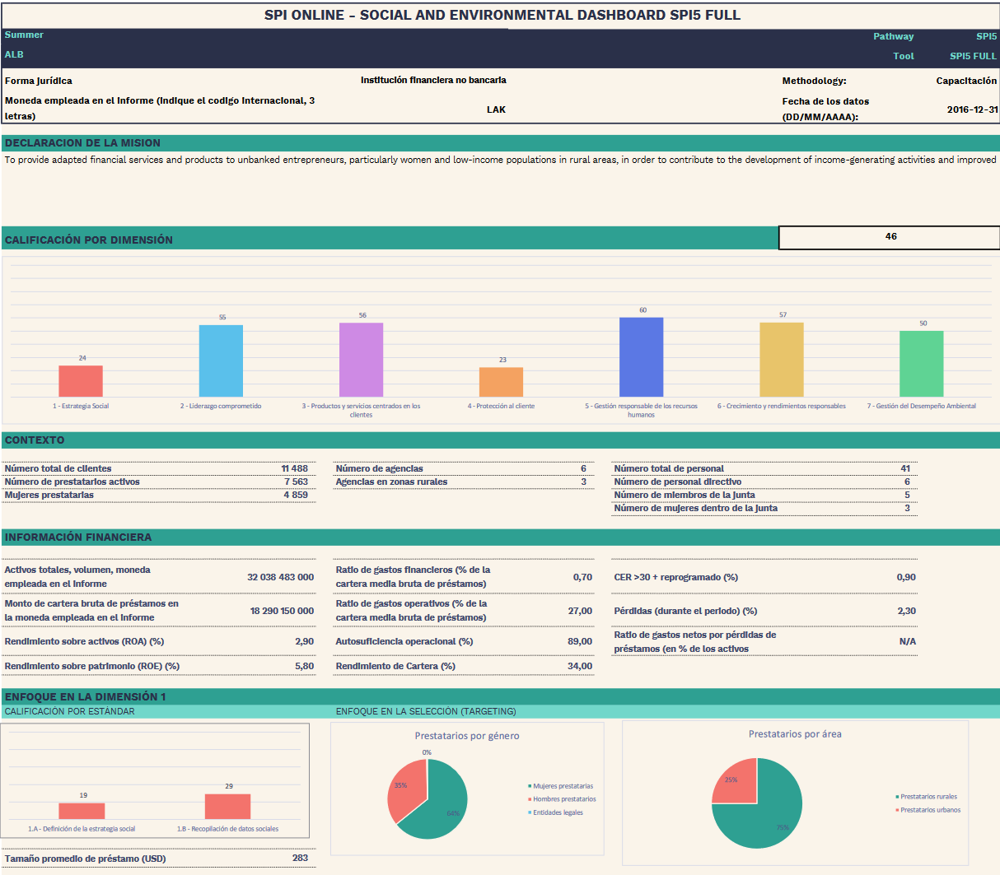 SPI ONLINE - SOCIAL AND ENVIRONMENTAL DASHBOARD SPI5 FULL
Summer Pathway SPI5
ALB Tool SPI5 FULL
Forma jurídica Institución financiera no bancaria Methodology: Capacitación
Moneda empleada en el informe (indique el codigo internacional, 3 letras) LAK Fecha de los datos (DD/MM/AAAA): 2016-12-31
DECLARACION DE LA MISION
To provide adapted financial services and products to unbanked entrepreneurs, particularly women and low-income populations in rural areas, in order to contribute to the development of income-generating activities and improved
CALIFICACIÓN POR DIMENSIÓN 46
24
55
56
23
60
57
50
1 - Estrategia Social
2 - Liderazgo comprometido
3 - Productos y servicios centrados en los clientes
4 - Protección al cliente
5 - Gestión responsable de los recursos humanos
6 - Crecimiento y rendimientos responsables
7 - Gestión del Desempeño Ambiental
CONTEXTO
Número total de clientes 11 488
Número de prestatarios activos 7 563
Mujeres prestatarias 4 859
Número de agencias 6
Agencias en zonas rurales 3
Número total de personal 41
Número de personal directivo 6
Número de miembros de la junta 5
Número de mujeres dentro de la junta 3
INFORMACIÓN FINANCIERA
Activos totales, volumen, moneda empleada en el informe 32 038 483 000
Monto de cartera bruta de préstamos en la moneda empleada en el informe 18 290 150 000
Rendimiento sobre activos (ROA) (%) 2,90
Rendimiento sobre patrimonio (ROE) (%) 5,80
Ratio de gastos financieros (% de la cartera media bruta de préstamos) 0,70
Ratio de gastos operativos (% de la cartera media bruta de préstamos) 27,00
Autosuficiencia operacional (%) 89,00
Rendimiento de Cartera (%) 34,00
CER >30 + reprogramado (%) 0,90
Pérdidas (durante el periodo) (%) 2,30
Ratio de gastos netos por pérdidas de préstamos (en % de los activos N/A
ENFOQUE EN LA DIMENSIÓN 1
CALIFICACIÓN POR ESTÁNDAR
19
29
1.A - Definición de la estrategia social
1.B - Recopilación de datos sociales
Tamaño promedio de préstamo (USD) 283
ENFOQUE EN LA SELECCIÓN (TARGETING)
Prestatarios por género
0%
35%
64%
Mujeres prestatarias
Hombres prestatarios
Entidades legales
Prestatarios por área
25%
75%
Prestatarios rurales
Prestatarios urbanos